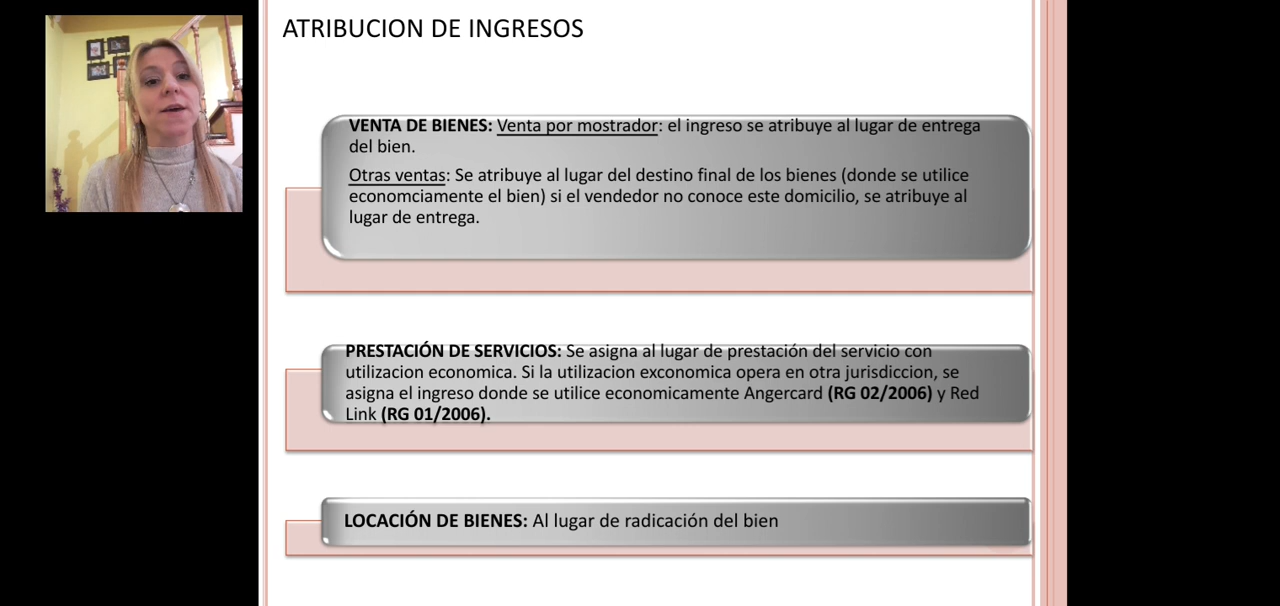 ATRIBUCION DE INGRESOS
VENTA DE BIENES: Venta por mostrador: el ingreso se atribuye al lugar de entrega
del bien.
Otras ventas: Se atribuye al lugar del destino final de los bienes (donde se utilice
economciamente el bien) si el vendedor no conoce este domicilio, se atribuye al
lugar de entrega.
PRESTACIÓN DE SERVICIOS: Se asigna al lugar de prestación del servicio con
utilizacion economica. Si la utilizacion exconomica opera en otra jurisdiccion, se
asigna el ingreso donde se utilice economicamente Angercard (RG 02/2006) y Red
Link (RG 01/2006).
LOCACIÓN DE BIENES: Al lugar de radicación del bien